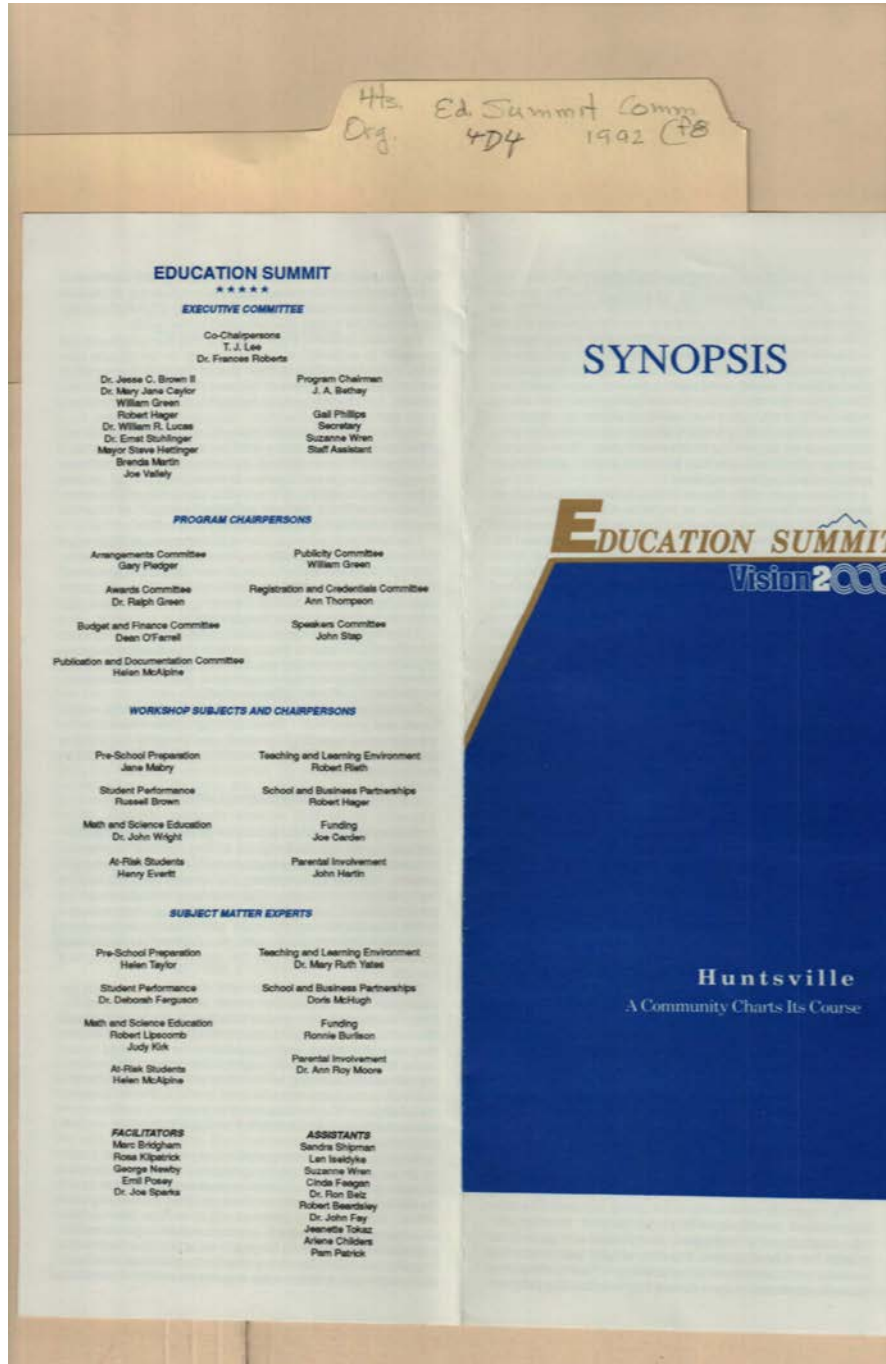 Hts. Ed. Summit Comm
Org. 4D4 1992
EDUCATION SUMMIT
★★★★★
EXECUTIVE COMMITTEE
Co-Chairpersons
T. J. Lee
Dr. Frances Roberts
Dr. Jesse C. Brown II
Dr. Mary Jane Caylor
William Green
Robert Hager
Dr. William R. Lucas
Dr. Ernst Stuhlinger
Mayor Steve Hettinger
Brenda Martin
Joe Vallely
Program Chairman
J. A. Bethay
Gail Phillips
Secretary
Suzanne Wren
Staff Assistant
PROGRAM CHAIRPERSONS
Arrangements Committee
Gary Pledger
Awards Committee
Dr. Ralph Green
Budget and Finance Committee
Dean O'Farrell
Publication and Documentation Committee
Helen McAlpine
Publicity Committee
William Green
Registration and Credentials Committee
Ann Thompson
Speakers Committee
John Stap
WORKSHOP SUBJECTS AND CHAIRPERSONS
Pre-School Preparation
Jane Mabry
Student Performance
Russell Brown
Math and Science Education
Dr. John Wright
At-Risk Students
Henry Everitt
Teaching and Learning Environment
Robert Rieth
School and Business Partnerships
Robert Hager
Funding
Joe Carden
Parental Involvement
John Hartin
SUBJECT MATTER EXPERTS
Pre-School Preparation
Helen Taylor
Student Performance
Dr. Deborah Ferguson
Math and Science Education
Robert Lipscomb
Judy Kirk
At-Risk Students
Helen McAlpine
Teaching and Learning Environment
Dr. Mary Ruth Yates
School and Business Partnerships
Doris McHugh
Funding
Ronnie Burlison
Parental Involvement
Dr. Ann Roy Moore
FACILITATORS
Marc Bridgham
Rosa Kilpatrick
George Newby
Emil Posey
Dr. Joe Sparks
ASSISTANTS
Sandra Shipman
Len Iseldyke
Suzanne Wren
Cinda Feagan
Dr. Ron Belz
Robert Beardsley
Dr. John Fay
Jeanette Tokaz
Arlene Childers
Pam Patrick
SYNOPSIS
EDUCATION SUMMIT
Vision 2000
Huntsville
A Community Charts Its Course